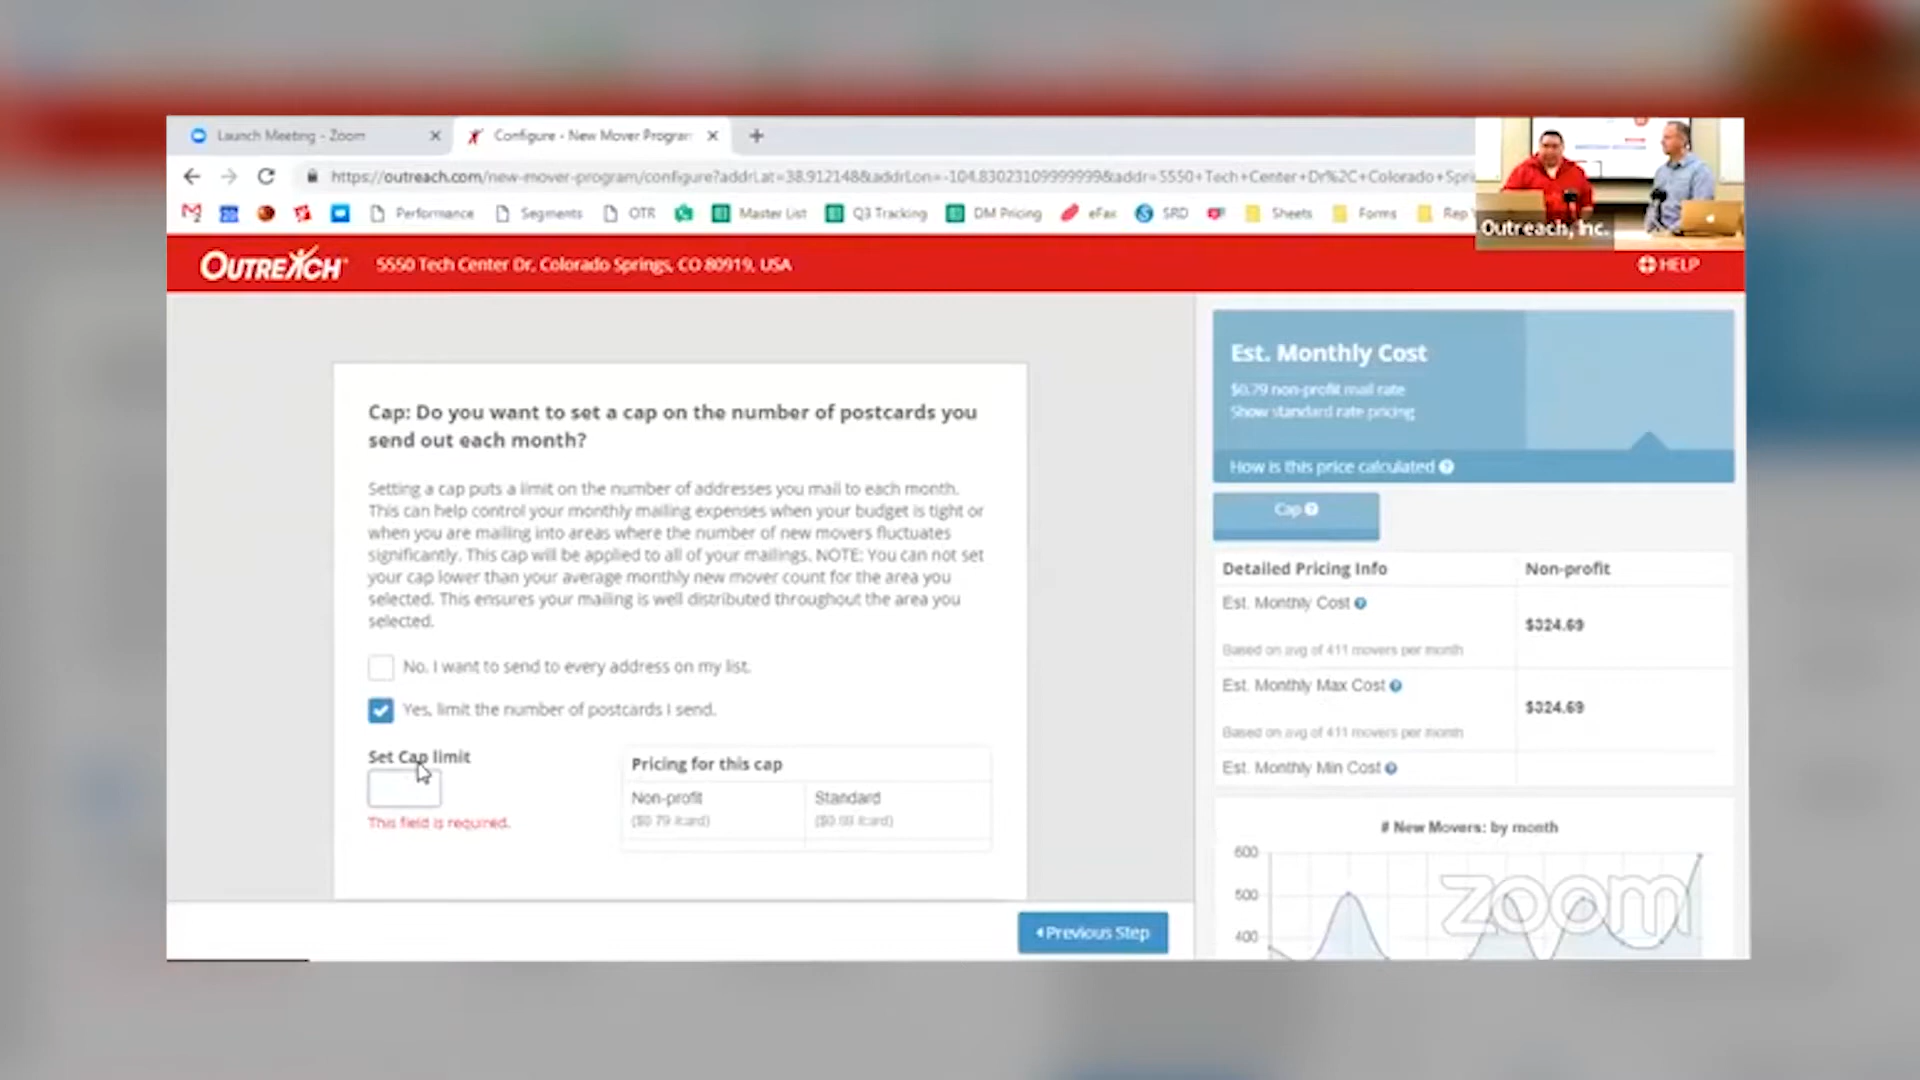 Launch Meeting - Zoom
Configure - New Mover Program
https://outreach.com/new-mover-program/configure?addrLat=38.912148&addrLon=-104.83023109999999&addr=5550+Tech+Center+Dr%2C+Colorado+Spri
Performance Segments OTR Master List Q3 Tracking DM Pricing eFax SRD Sheets Forms Rep
Outreach, Inc.
OUTREACH
5550 Tech Center Dr, Colorado Springs, CO 80919, USA
HELP
Cap: Do you want to set a cap on the number of postcards you
send out each month?
Setting a cap puts a limit on the number of addresses you mail to each month.
This can help control your monthly mailing expenses when your budget is tight or
when you are mailing into areas where the number of new movers fluctuates
significantly. This cap will be applied to all of your mailings. NOTE: You can not set
your cap lower than your average monthly new mover count for the area you
selected. This ensures your mailing is well distributed throughout the area you
selected.
No. I want to send to every address on my list.
Yes, limit the number of postcards I send.
Set Cap limit
This field is required.
Pricing for this cap
Non-profit Standard
($0.79 /card)
Previous Step
Est. Monthly Cost
$0.79 non-profit mail rate
Show standard rate pricing
How is this price calculated
Cap
Detailed Pricing Info Non-profit
Est. Monthly Cost
$324.69
Based on avg of 411 movers per month
Est. Monthly Max Cost
$324.69
Based on avg of 411 movers per month
Est. Monthly Min Cost
# New Movers: by month
600
500
400
zoom